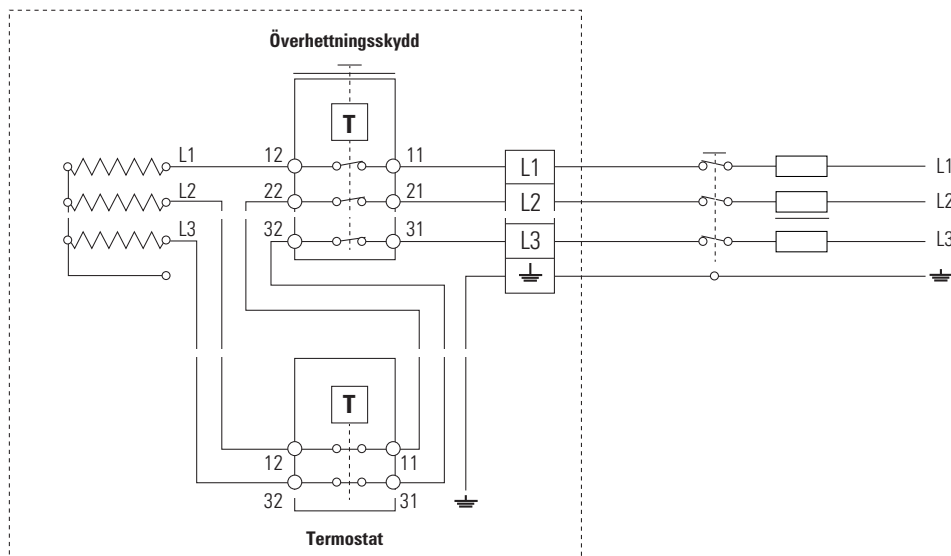 Överhettningsskydd
T
L1 12 11 L1 L1
L2 22 21 L2 L2
L3 32 31 L3 L3
T
12 11
32 31
Termostat